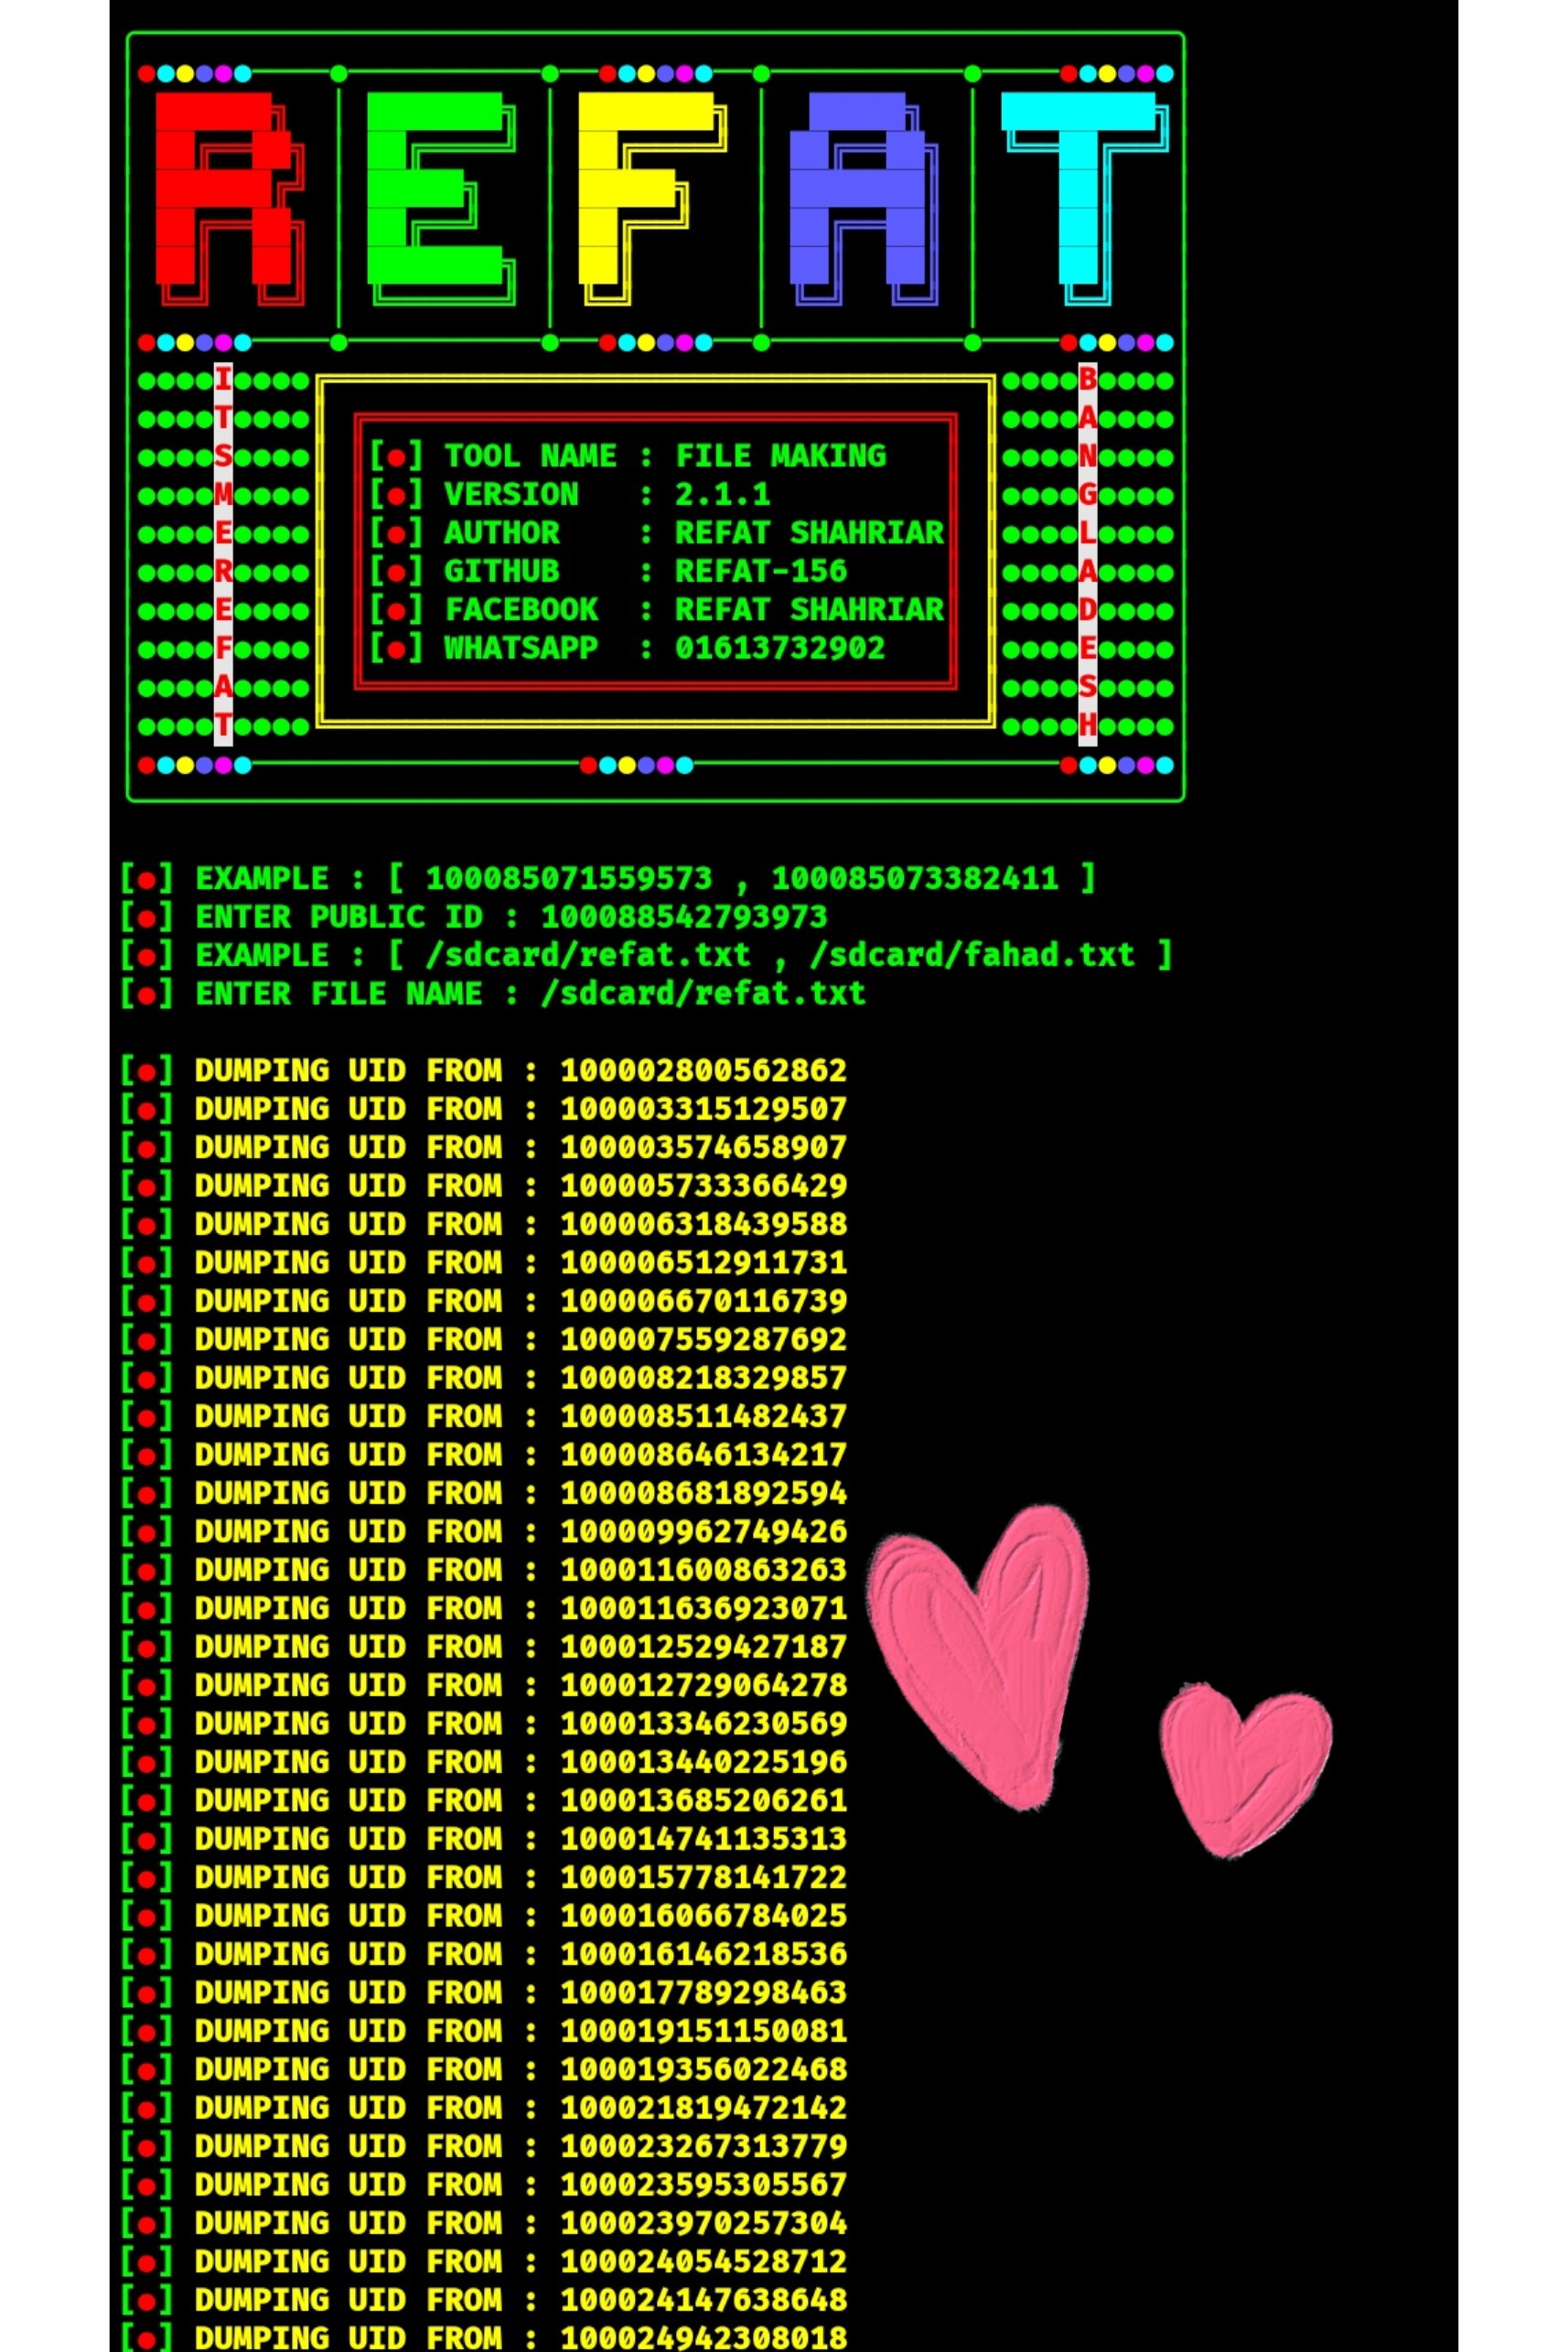 REFAT
ITSMEREFAT
[●] TOOL NAME : FILE MAKING
[●] VERSION : 2.1.1
[●] AUTHOR : REFAT SHAHRIAR
[●] GITHUB : REFAT-156
[●] FACEBOOK : REFAT SHAHRIAR
[●] WHATSAPP : 01613732902
BANGLADESH
[●] EXAMPLE : [ 100085071559573 , 100085073382411 ]
[●] ENTER PUBLIC ID : 100088542793973
[●] EXAMPLE : [ /sdcard/refat.txt , /sdcard/fahad.txt ]
[●] ENTER FILE NAME : /sdcard/refat.txt
[●] DUMPING UID FROM : 100002800562862
[●] DUMPING UID FROM : 100003315129507
[●] DUMPING UID FROM : 100003574658907
[●] DUMPING UID FROM : 100005733366429
[●] DUMPING UID FROM : 100006318439588
[●] DUMPING UID FROM : 100006512911731
[●] DUMPING UID FROM : 100006670116739
[●] DUMPING UID FROM : 100007559287692
[●] DUMPING UID FROM : 100008218329857
[●] DUMPING UID FROM : 100008511482437
[●] DUMPING UID FROM : 100008646134217
[●] DUMPING UID FROM : 100008681892594
[●] DUMPING UID FROM : 100009962749426
[●] DUMPING UID FROM : 100011600863263
[●] DUMPING UID FROM : 100011636923071
[●] DUMPING UID FROM : 100012529427187
[●] DUMPING UID FROM : 100012729064278
[●] DUMPING UID FROM : 100013346230569
[●] DUMPING UID FROM : 100013440225196
[●] DUMPING UID FROM : 100013685206261
[●] DUMPING UID FROM : 100014741135313
[●] DUMPING UID FROM : 100015778141722
[●] DUMPING UID FROM : 100016066784025
[●] DUMPING UID FROM : 100016146218536
[●] DUMPING UID FROM : 100017789298463
[●] DUMPING UID FROM : 100019151150081
[●] DUMPING UID FROM : 100019356022468
[●] DUMPING UID FROM : 100021819472142
[●] DUMPING UID FROM : 100023267313779
[●] DUMPING UID FROM : 100023595305567
[●] DUMPING UID FROM : 100023970257304
[●] DUMPING UID FROM : 100024054528712
[●] DUMPING UID FROM : 100024147638648
[●] DUMPING UID FROM : 100024942308018